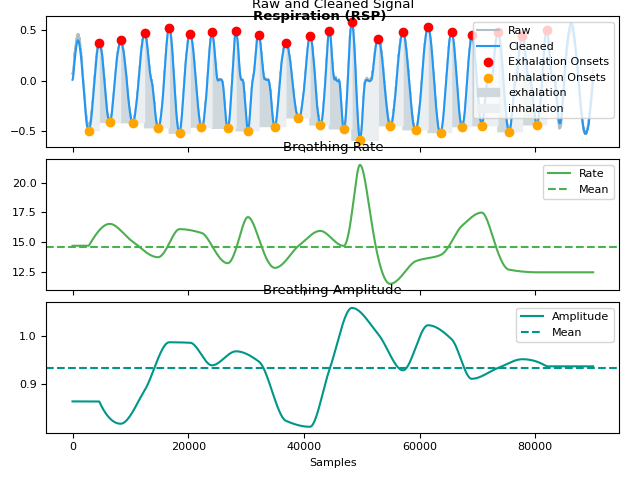 Raw and Cleaned Signal
Respiration (RSP)
0.5
0.0
−0.5
Raw
Cleaned
Exhalation Onsets
Inhalation Onsets
exhalation
inhalation
Breathing Rate
20.0
17.5
15.0
12.5
Rate
Mean
Breathing Amplitude
1.0
0.9
Amplitude
Mean
0 20000 40000 60000 80000
Samples